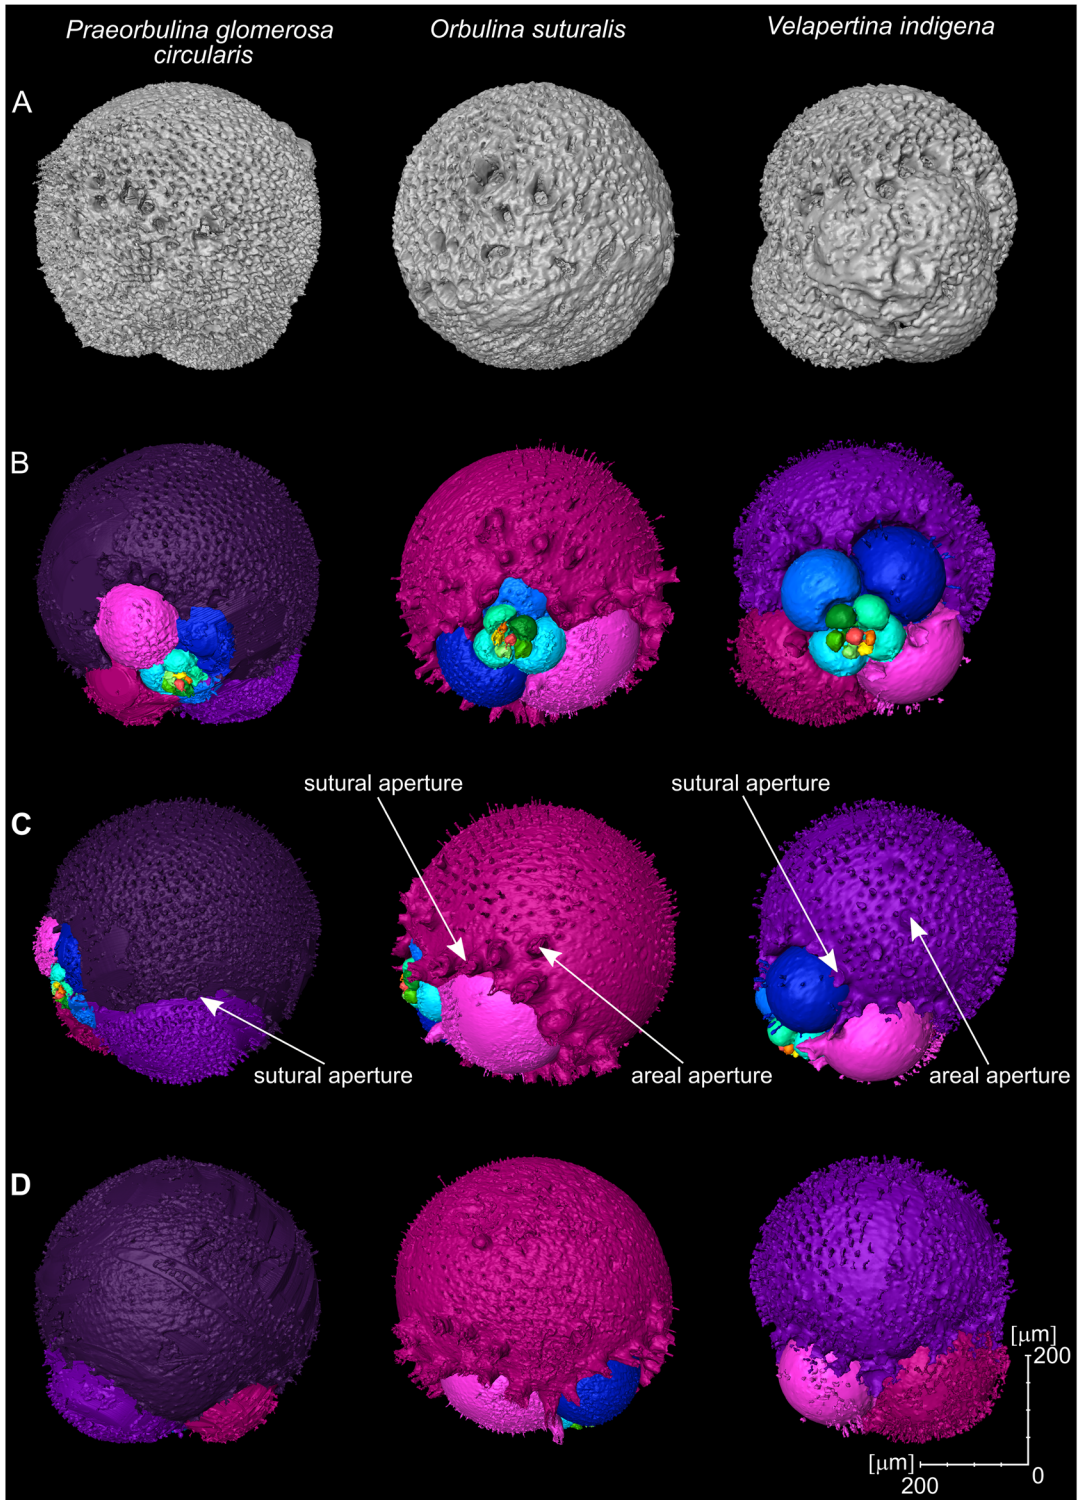 Praeorbulina glomerosa
circularis
Orbulina suturalis
Velapertina indigena
A
B
sutural aperture
sutural aperture
C
sutural aperture
areal aperture
areal aperture
D
[μm]
200
[μm]
200
0